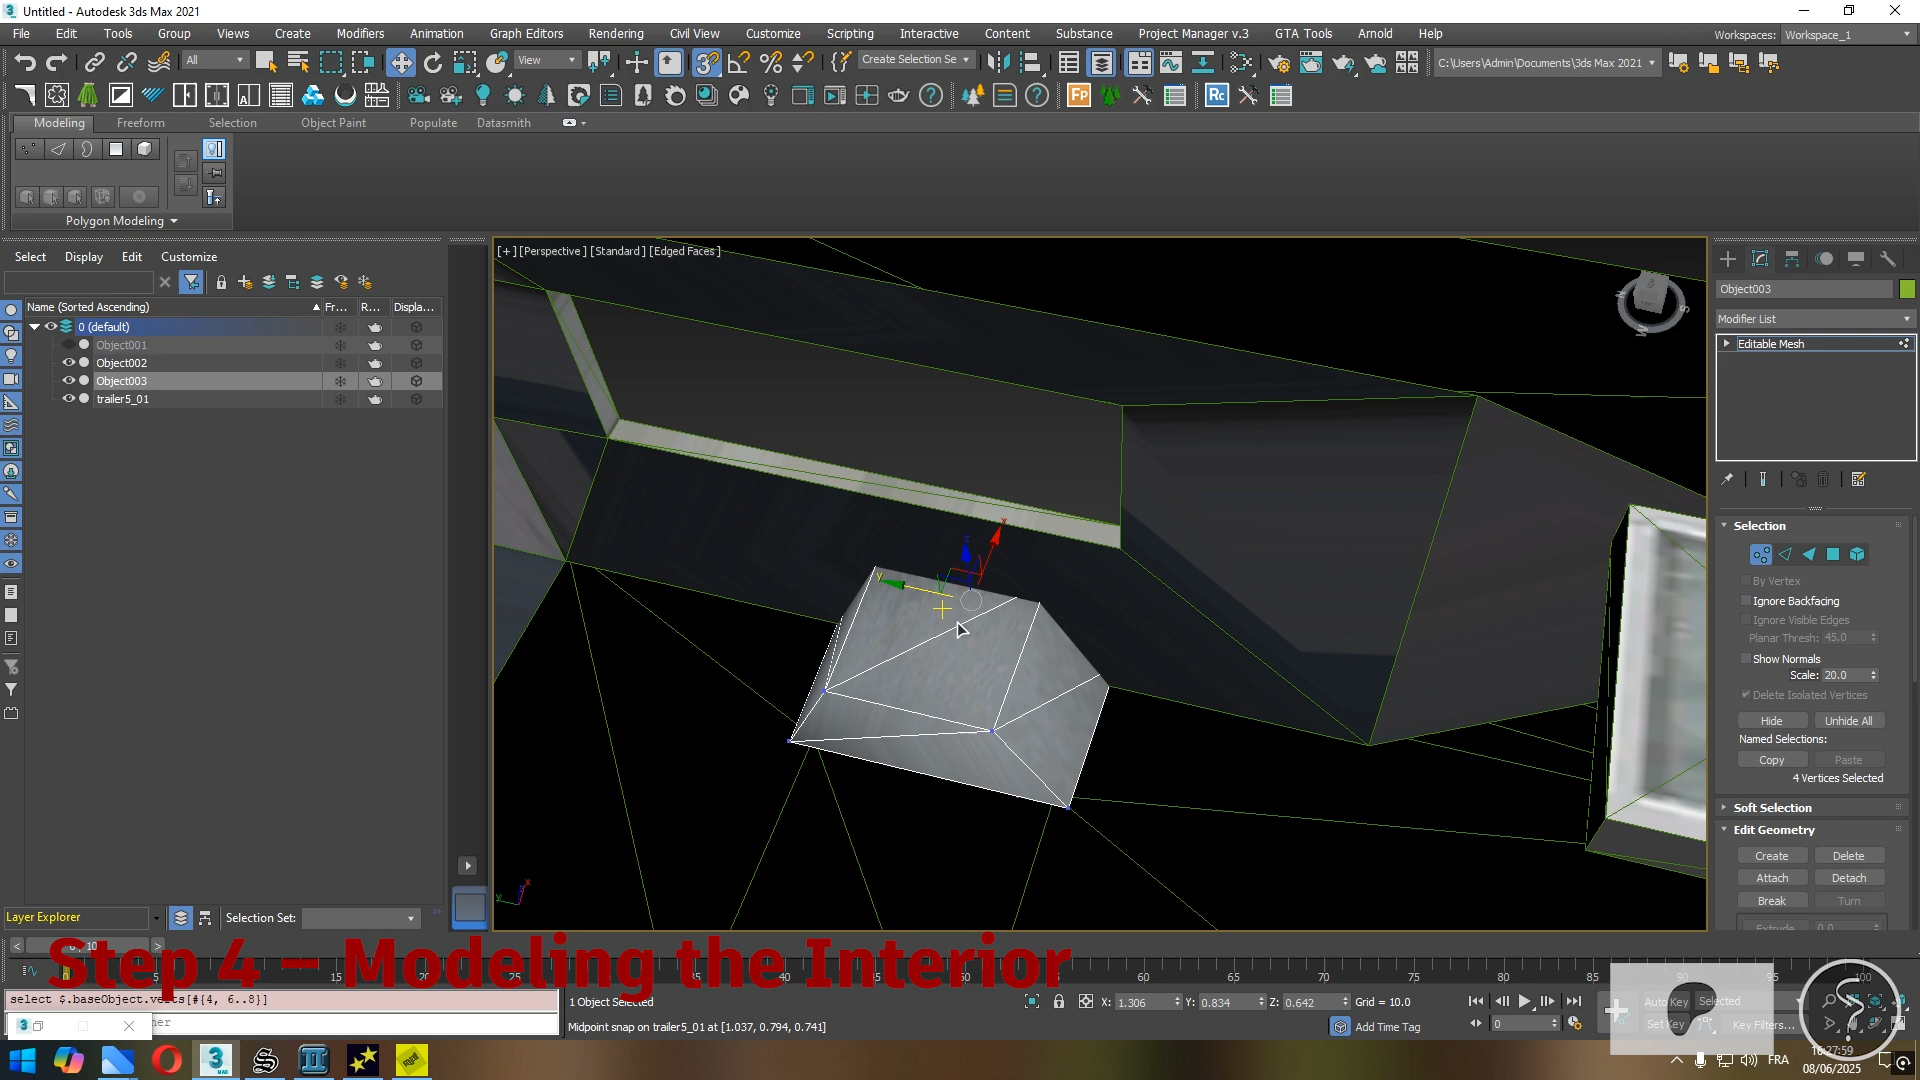 Untitled - Autodesk 3ds Max 2021
File Edit Tools Group Views Create Modifiers Animation Graph Editors Rendering Civil View Customize Scripting Interactive Content Substance Project Manager v.3 GTA Tools Arnold Help
Workspaces: Workspace_1
All
View
Create Selection Se
C:\Users\Admin\Documents\3ds Max 2021
Modeling Freeform Selection Object Paint Populate Datasmith
Polygon Modeling
Select Display Edit Customize
Name (Sorted Ascending) Fr... R... Displa...
0 (default)
Object001
Object002
Object003
trailer5_01
[+] [Perspective] [Standard] [Edged Faces]
Object003
Modifier List
Editable Mesh
Selection
By Vertex
Ignore Backfacing
Ignore Visible Edges
Planar Thresh: 45.0
Show Normals
Scale: 20.0
Delete Isolated Vertices
Hide Unhide All
Named Selections:
Copy Paste
4 Vertices Selected
Soft Selection
Edit Geometry
Create Delete
Attach Detach
Break Turn
Extrude 0.0
Layer Explorer
Selection Set:
Step 4 – Modeling the Interior
select $.baseObject.verts[#{4, 6..8}]
1 Object Selected
Midpoint snap on trailer5_01 at [1.037, 0.794, 0.741]
X: 1.306 Y: 0.834 Z: 0.642 Grid = 10.0
Add Time Tag
0
Auto Key Selected
Set Key Key Filters...
FRA
16:27:59
08/06/2025